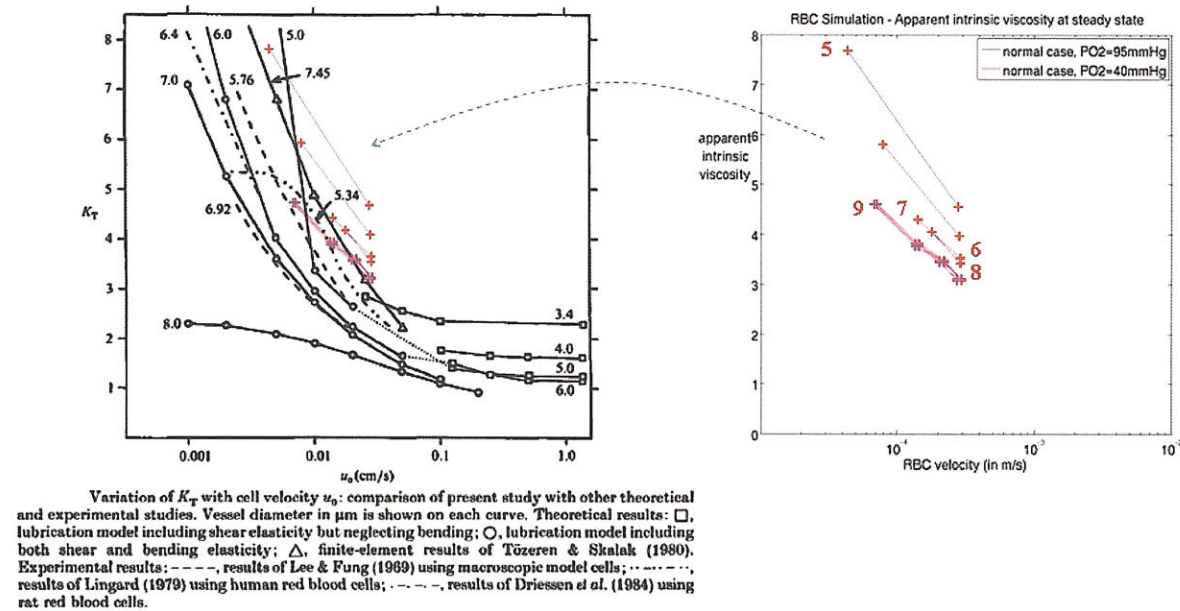 8
7
6
5
4
3
2
1
K_T
6.4
6.0
5.0
7.0
5.76
7.45
6.92
5.34
8.0
3.4
4.0
5.0
6.0
0.001
0.01
0.1
1.0
u₀(cm/s)
Variation of K_T with cell velocity u₀: comparison of present study with other theoretical
and experimental studies. Vessel diameter in μm is shown on each curve. Theoretical results: □,
lubrication model including shear elasticity but neglecting bending; ○, lubrication model including
both shear and bending elasticity; △, finite-element results of Tözeren & Skalak (1980).
Experimental results: ----, results of Lee & Fung (1969) using macroscopic model cells; ··—··—··,
results of Lingard (1979) using human red blood cells; ·—·—·, results of Driessen et al. (1984) using
rat red blood cells.
RBC Simulation - Apparent intrinsic viscosity at steady state
normal case, PO2=95mmHg
normal case, PO2=40mmHg
8
7
6
5
4
3
2
1
0
apparent
intrinsic
viscosity
5
9
7
6
8
10⁻⁴
10⁻³
RBC velocity (in m/s)